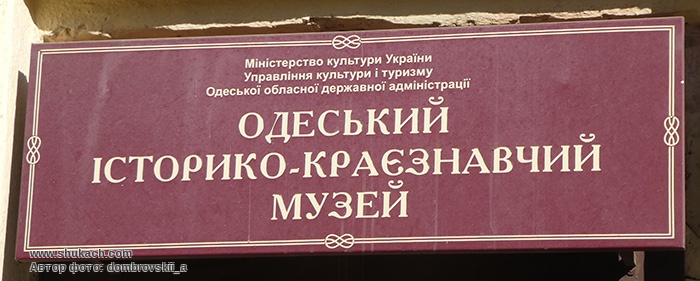 Міністерство культури України
Управління культури і туризму
Одеської обласної державної адміністрації
ОДЕСЬКИЙ
ІСТОРИКО-КРАЄЗНАВЧИЙ
МУЗЕЙ
www.shukach.com
Автор фото: dombrovskii_a